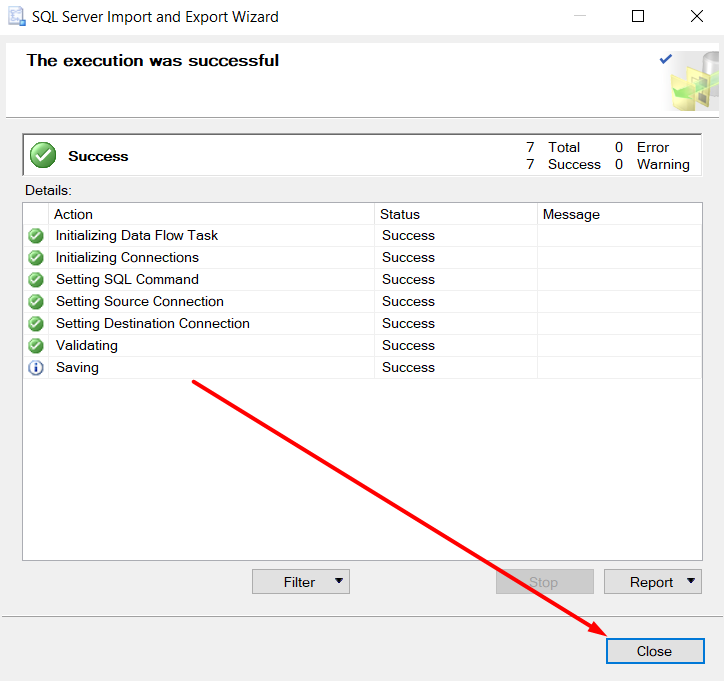 SQL Server Import and Export Wizard
The execution was successful
Success
7 Total 0 Error
7 Success 0 Warning
Details:
Action Status Message
Initializing Data Flow Task Success
Initializing Connections Success
Setting SQL Command Success
Setting Source Connection Success
Setting Destination Connection Success
Validating Success
Saving Success
Filter Stop Report
Close